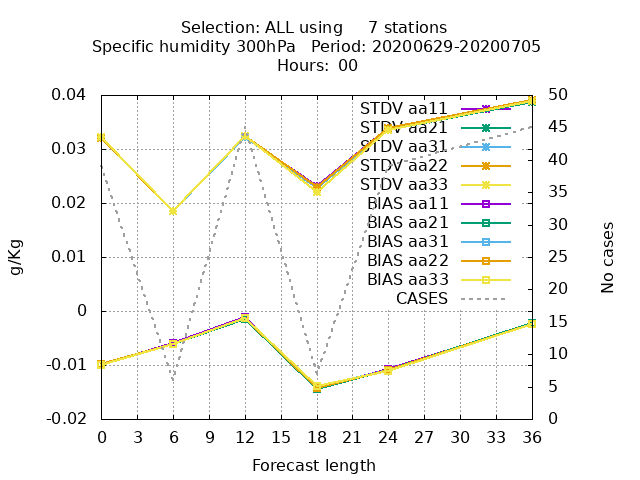 Selection: ALL using 7 stations
Specific humidity 300hPa Period: 20200629-20200705
Hours: 00
0.04
0.03
0.02
0.01
0
-0.01
-0.02
g/Kg
50
45
40
35
30
25
20
15
10
5
0
No cases
STDV aa11
STDV aa21
STDV aa31
STDV aa22
STDV aa33
BIAS aa11
BIAS aa21
BIAS aa31
BIAS aa22
BIAS aa33
CASES
0 3 6 9 12 15 18 21 24 27 30 33 36
Forecast length